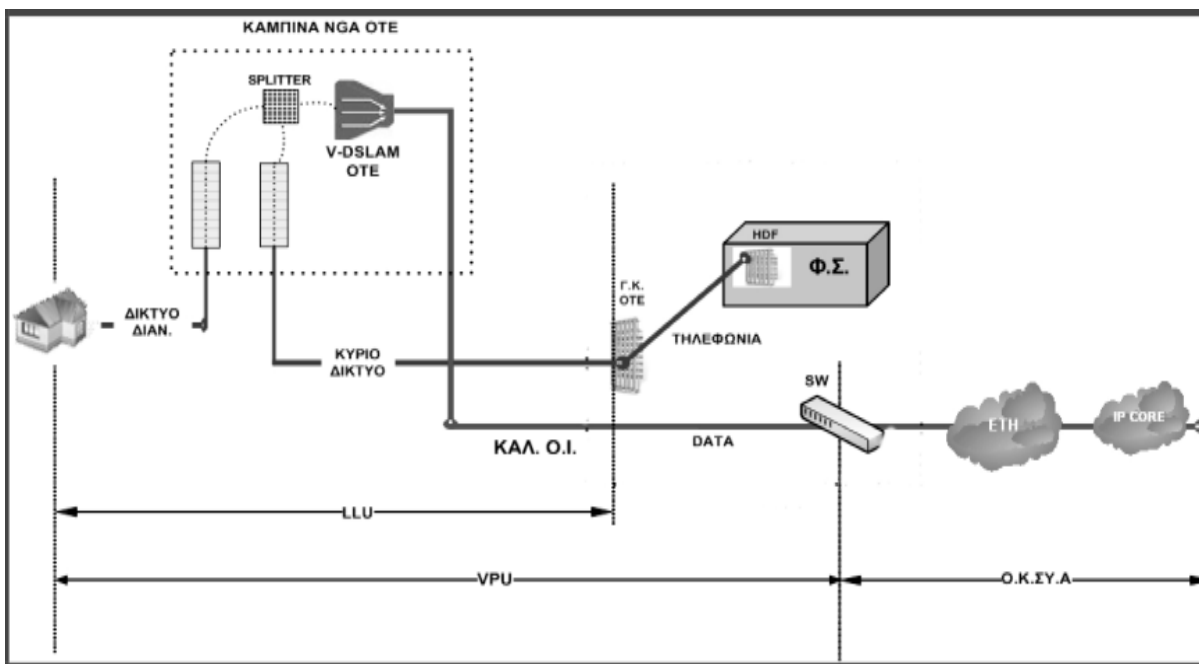 ΚΑΜΠΙΝΑ NGA ΟΤΕ
SPLITTER
V-DSLAM
ΟΤΕ
HDF
Φ.Σ.
Γ.Κ.
ΟΤΕ
ΔΙΚΤΥΟ
ΔΙΑΝ.
ΤΗΛΕΦΩΝΙΑ
ΚΥΡΙΟ
ΔΙΚΤΥΟ
SW
ETH
IP CORE
ΚΑΛ. Ο.Ι.
DATA
LLU
VPU
Ο.Κ.ΣΥ.Α